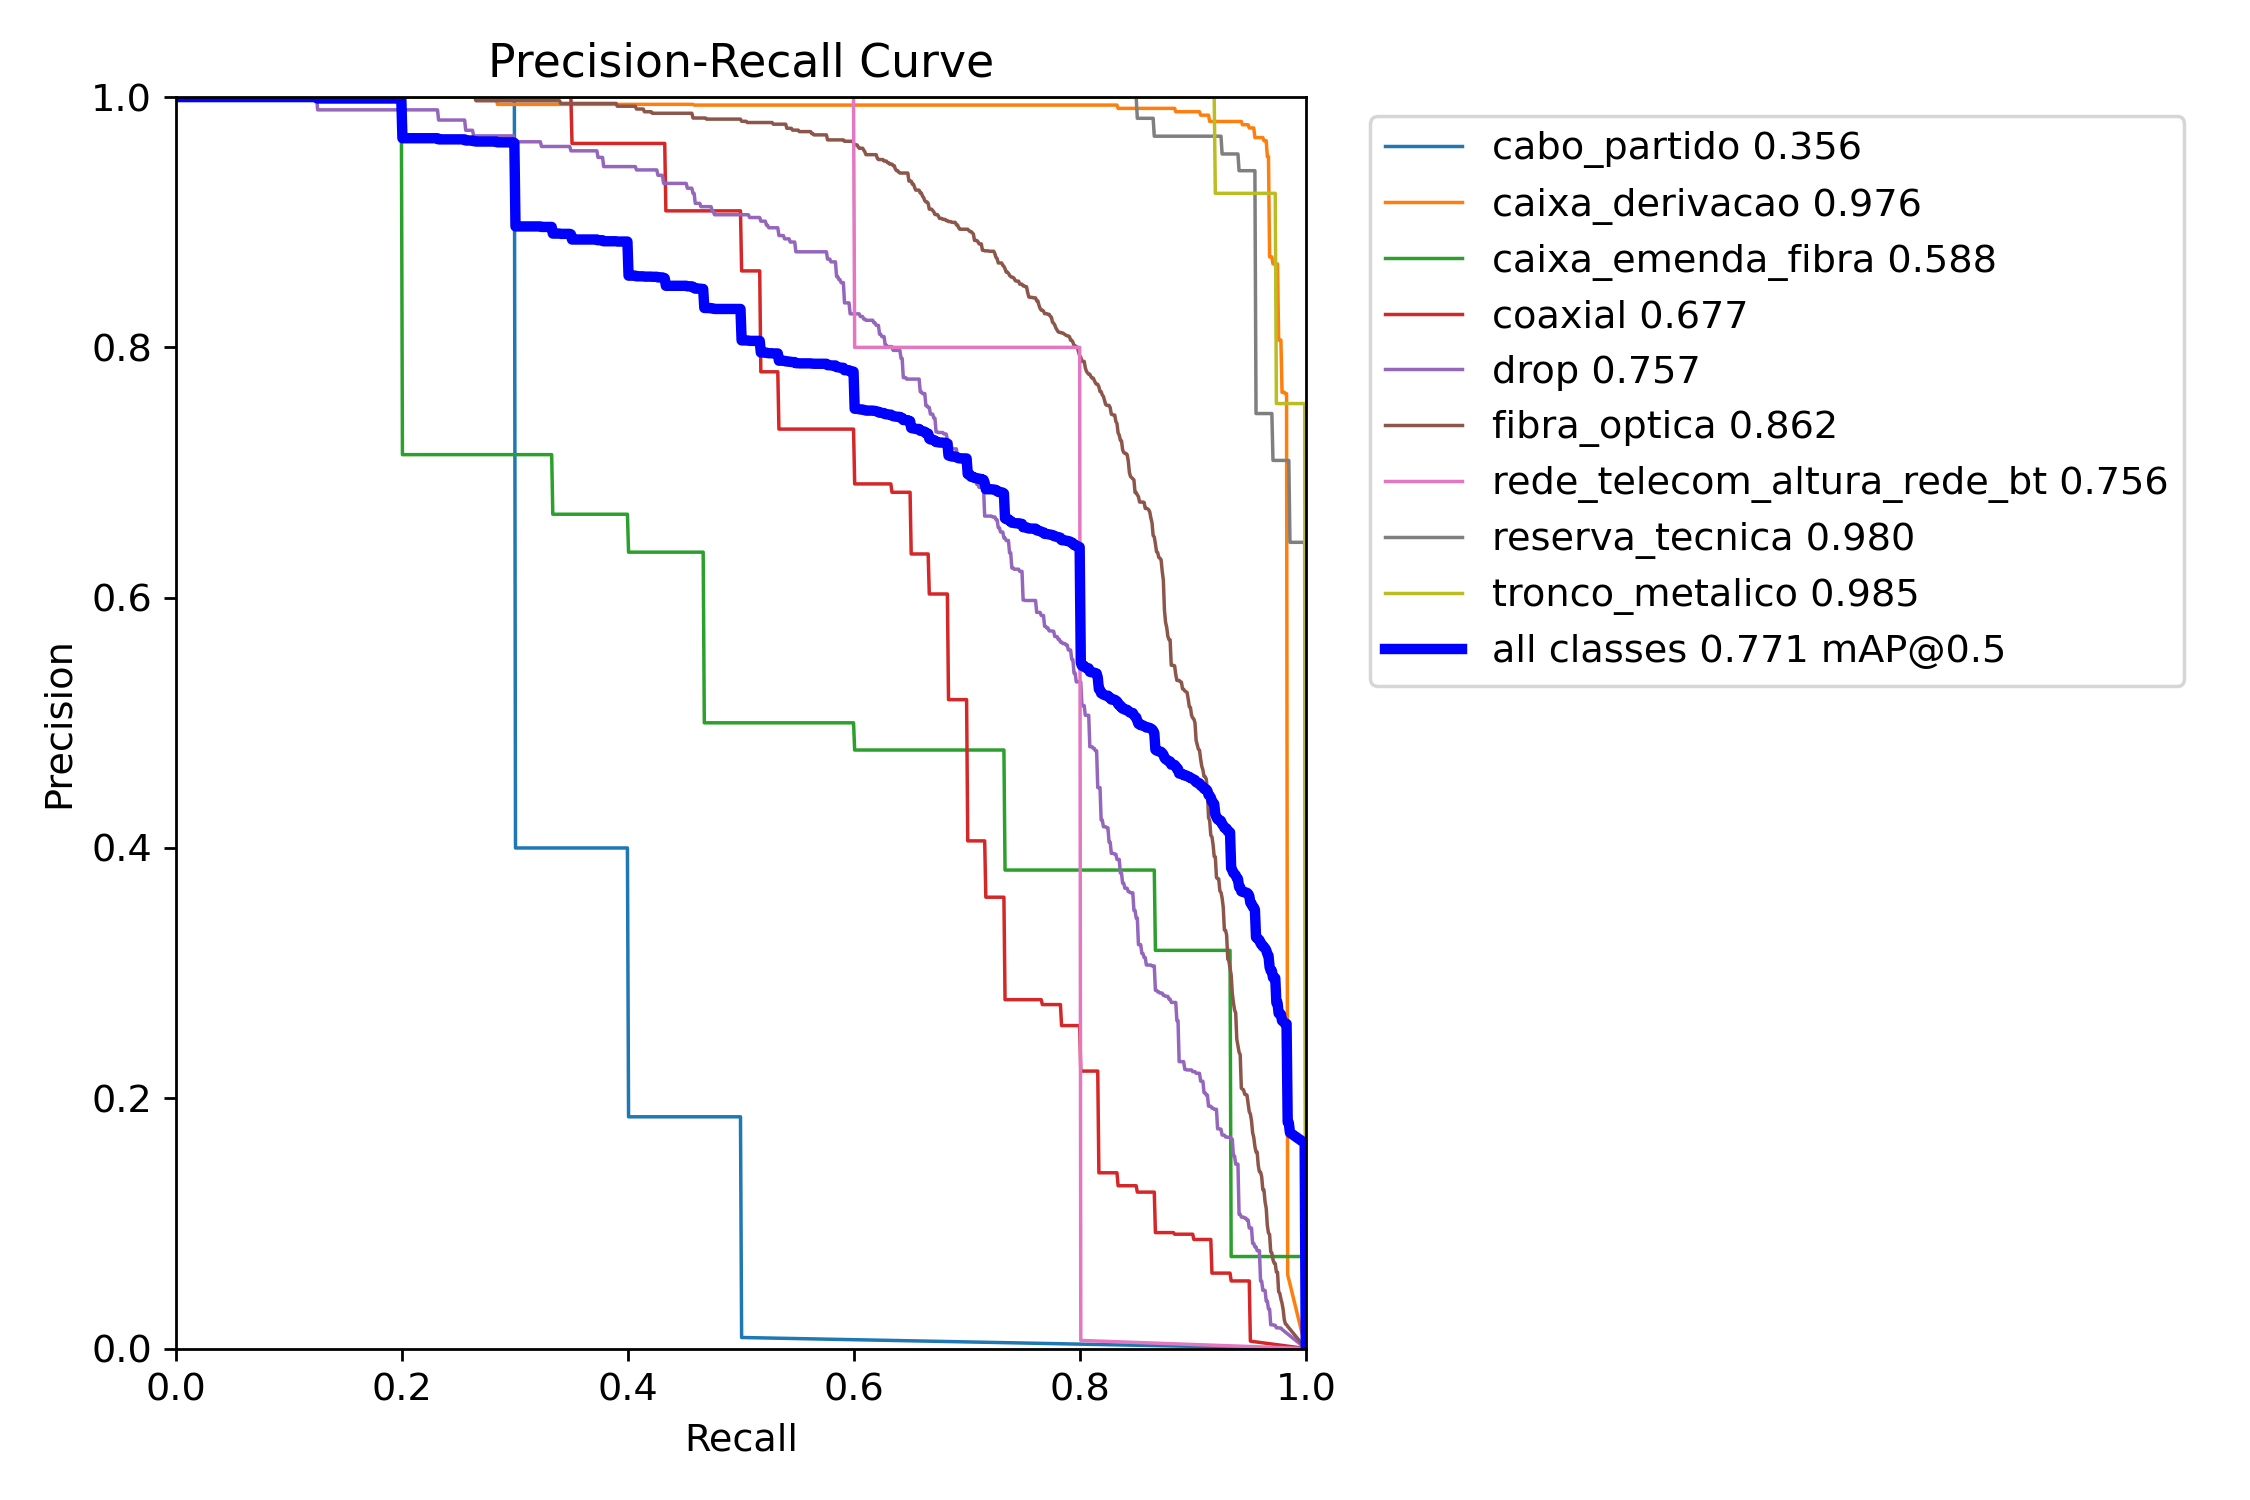 Precision-Recall Curve
1.0
0.8
0.6
0.4
0.2
0.0
Precision
0.0 0.2 0.4 0.6 0.8 1.0
Recall
cabo_partido 0.356
caixa_derivacao 0.976
caixa_emenda_fibra 0.588
coaxial 0.677
drop 0.757
fibra_optica 0.862
rede_telecom_altura_rede_bt 0.756
reserva_tecnica 0.980
tronco_metalico 0.985
all classes 0.771 mAP@0.5